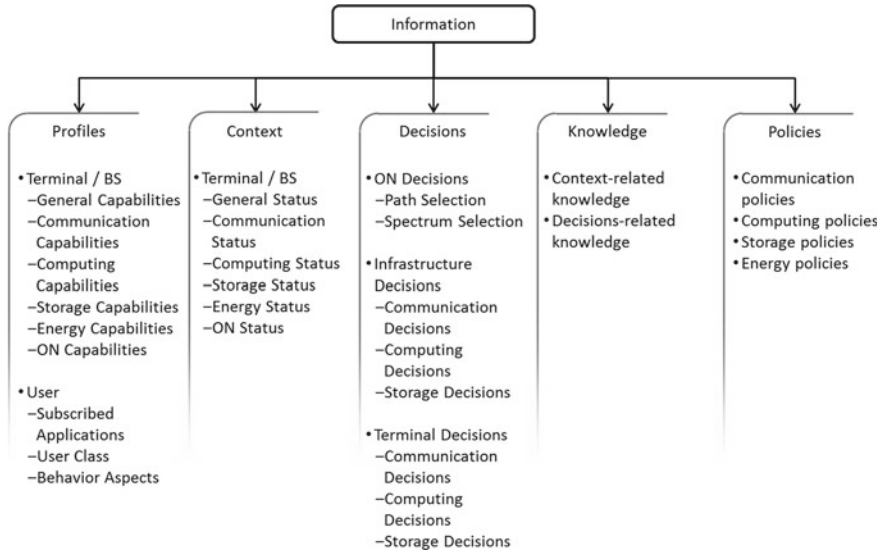 Information
Profiles
• Terminal / BS
–General Capabilities
–Communication
Capabilities
–Computing
Capabilities
–Storage Capabilities
–Energy Capabilities
–ON Capabilities
• User
–Subscribed
Applications
–User Class
–Behavior Aspects
Context
• Terminal / BS
–General Status
–Communication
Status
–Computing Status
–Storage Status
–Energy Status
–ON Status
Decisions
• ON Decisions
–Path Selection
–Spectrum Selection
• Infrastructure
Decisions
–Communication
Decisions
–Computing
Decisions
–Storage Decisions
• Terminal Decisions
–Communication
Decisions
–Computing
Decisions
–Storage Decisions
Knowledge
• Context-related
knowledge
• Decisions-related
knowledge
Policies
• Communication
policies
• Computing policies
• Storage policies
• Energy policies